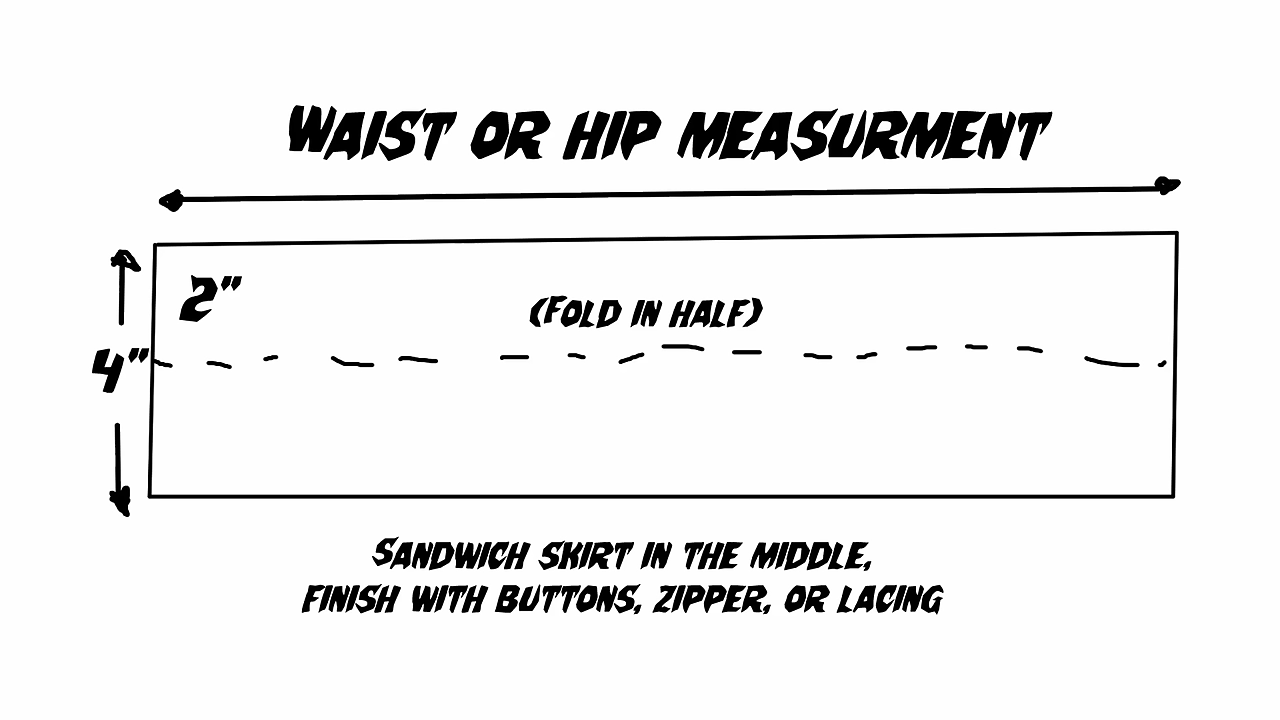 WAIST OR HIP MEASURMENT
2"
(FOLD IN HALF)
4"
SANDWICH SKIRT IN THE MIDDLE,
FINISH WITH BUTTONS, ZIPPER, OR LACING